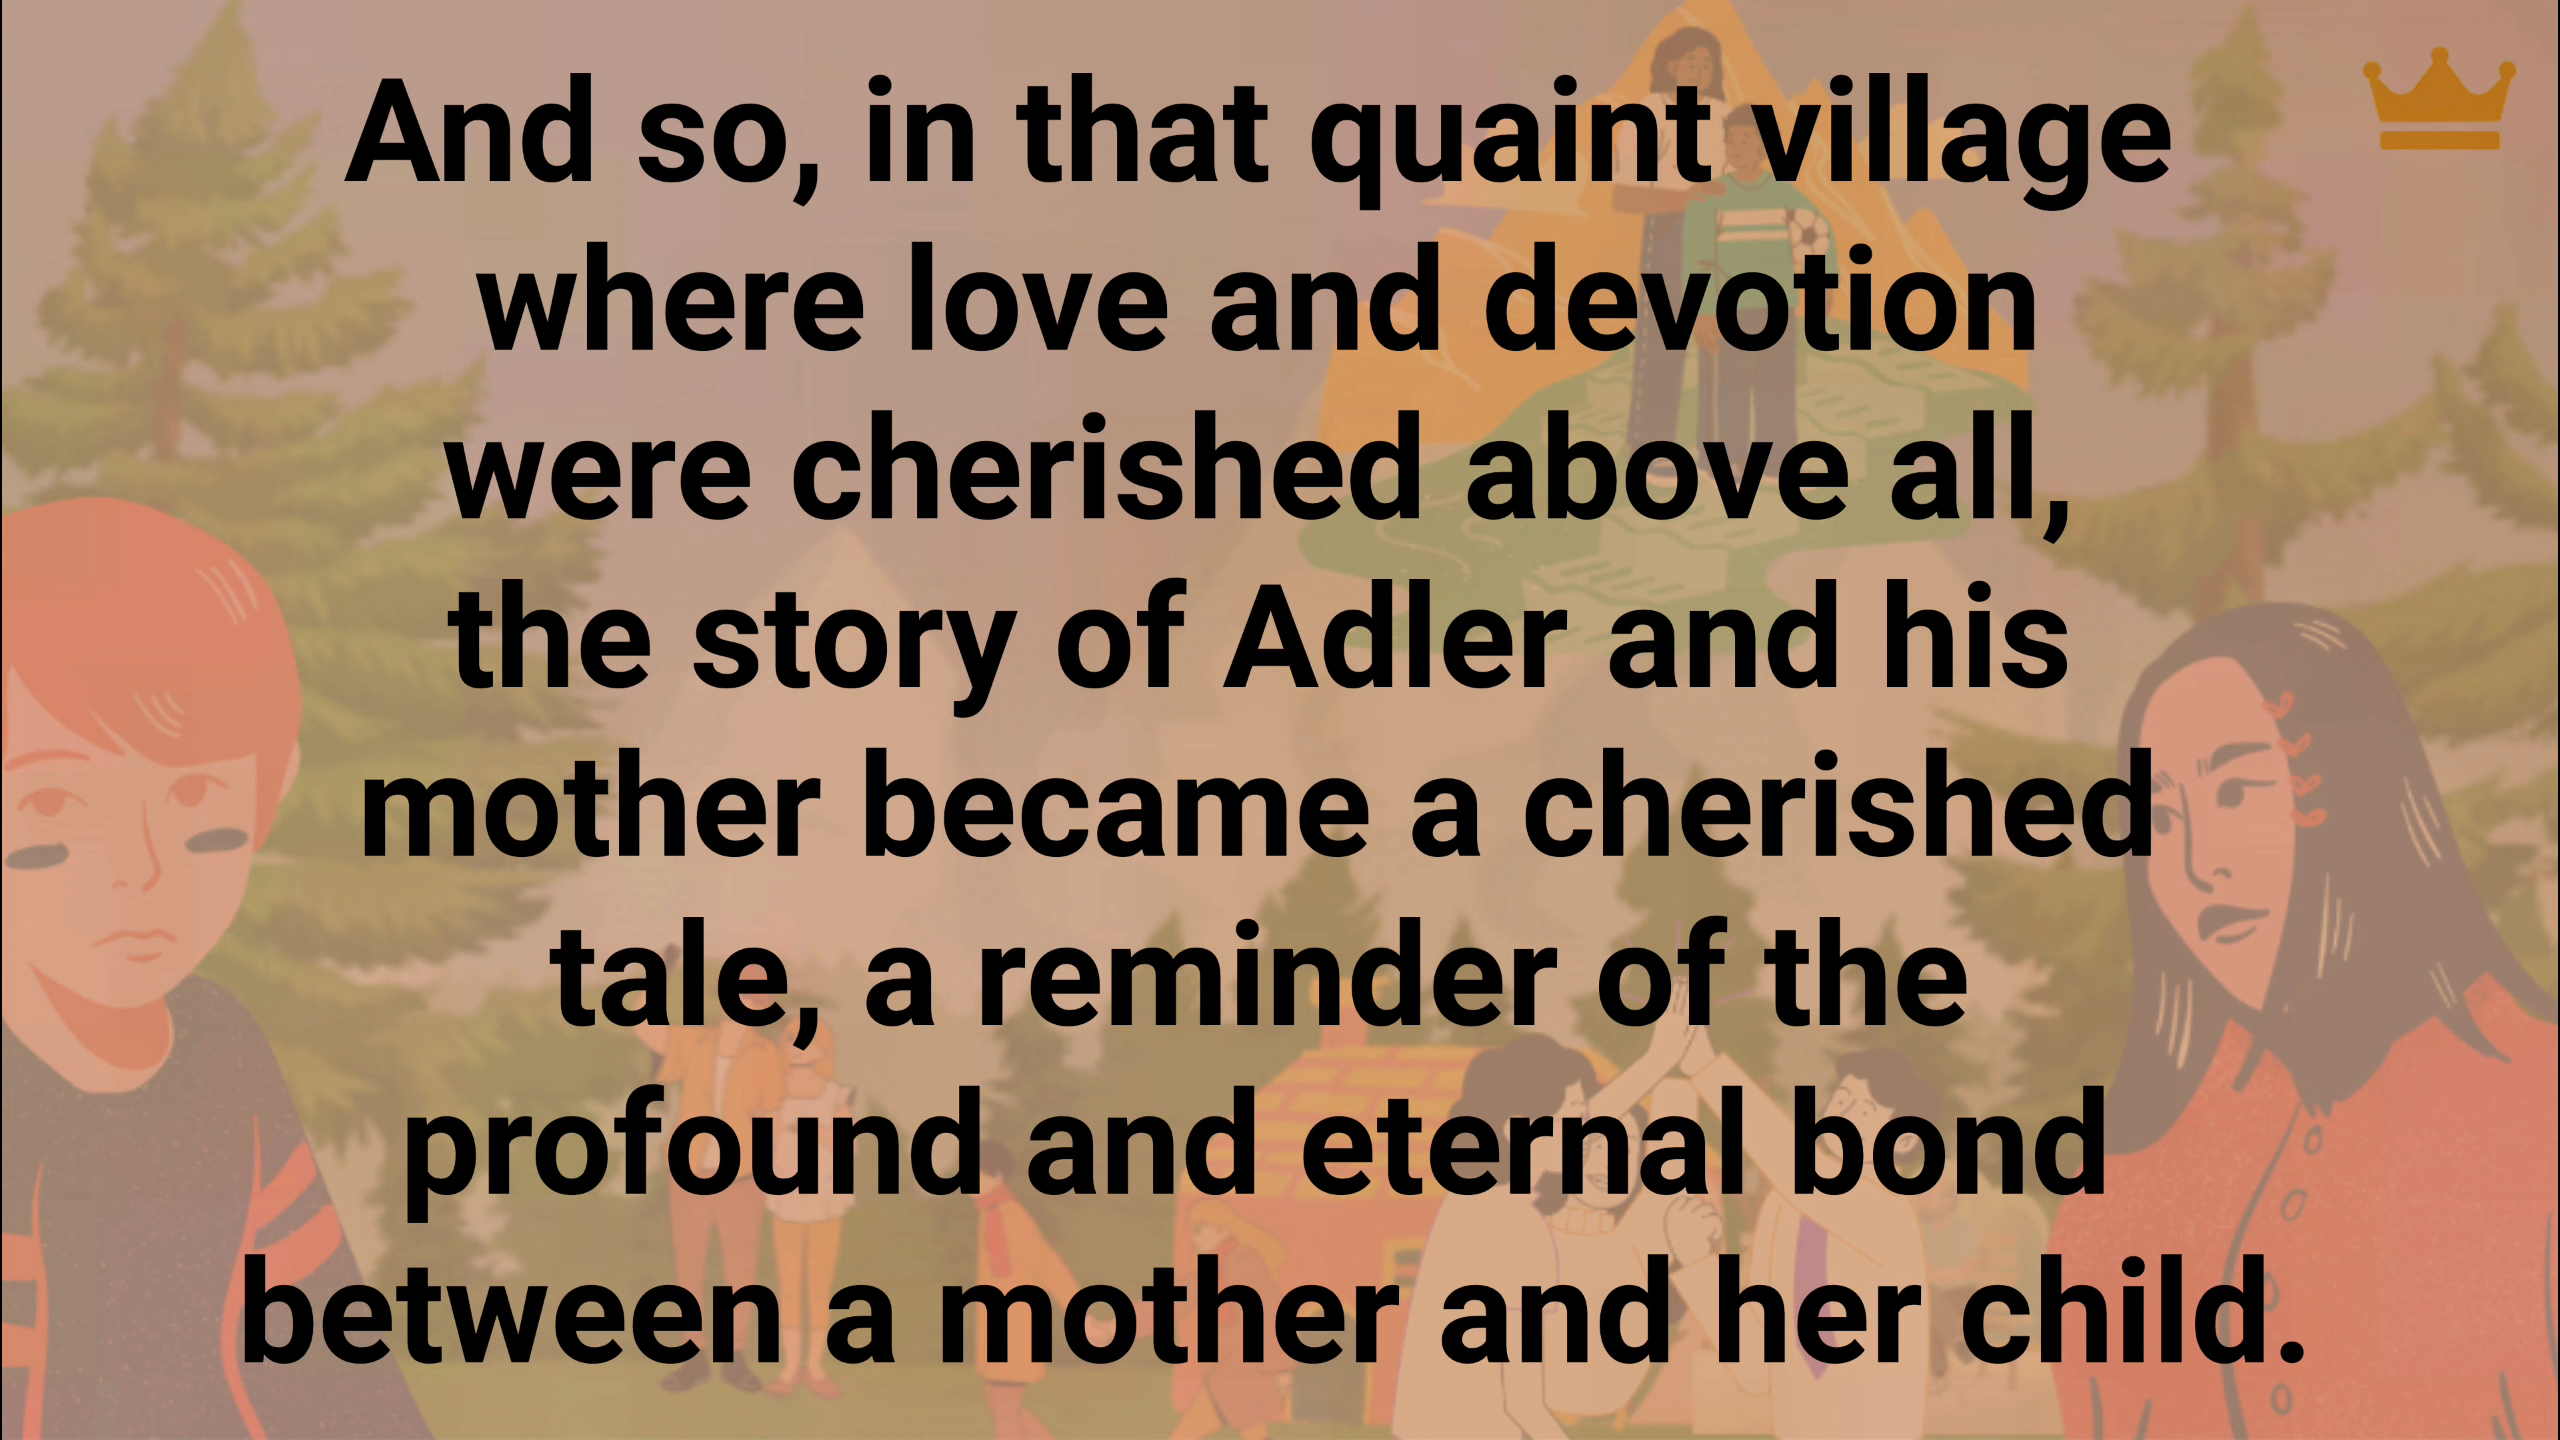 And so, in that quaint village
where love and devotion
were cherished above all,
the story of Adler and his
mother became a cherished
tale, a reminder of the
profound and eternal bond
between a mother and her child.